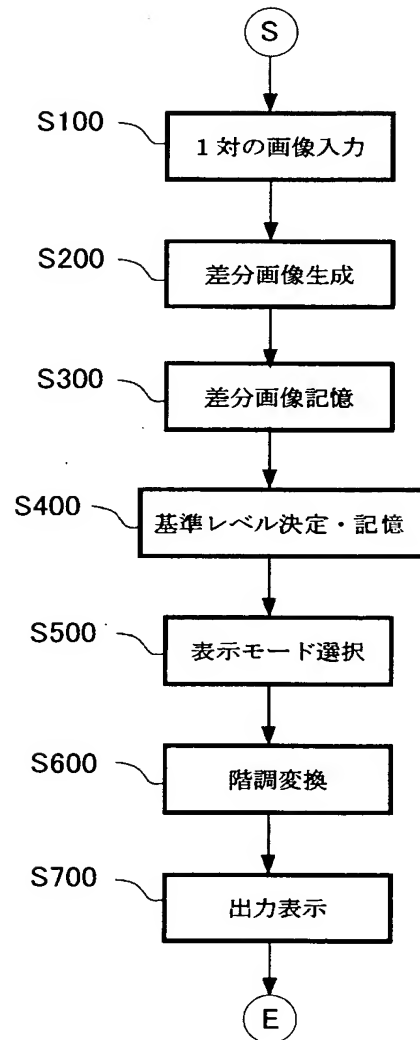 S
S100
1対の画像入力
S200
差分画像生成
S300
差分画像記憶
S400
基準レベル決定・記憶
S500
表示モード選択
S600
階調変換
S700
出力表示
E